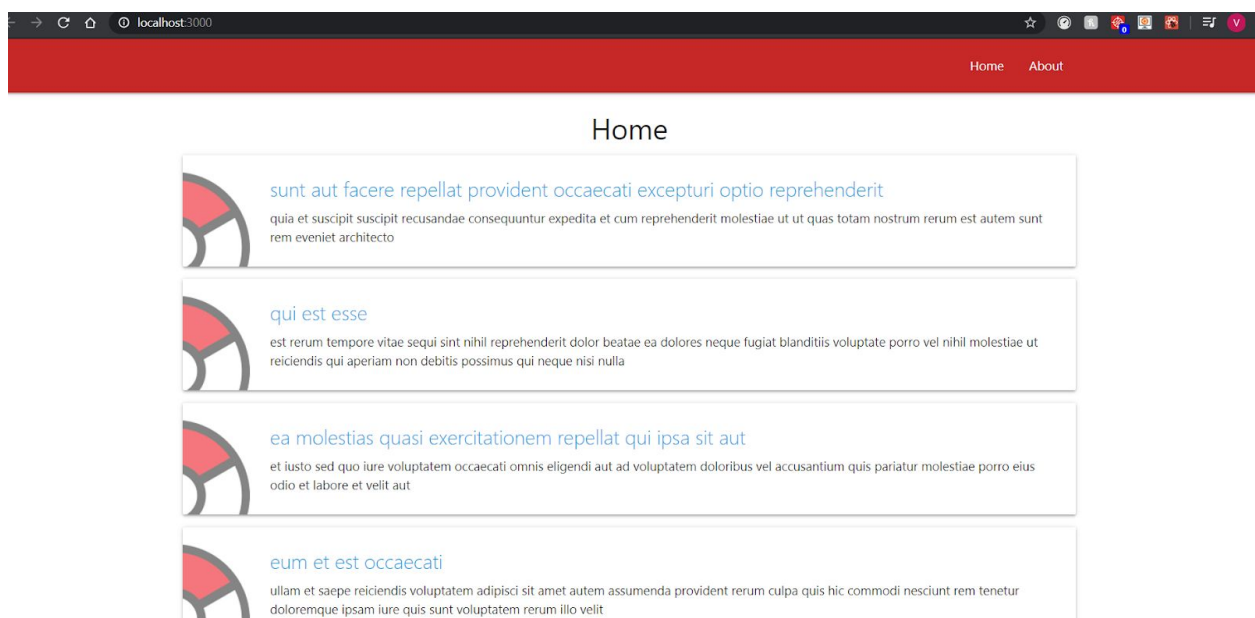 localhost:3000
0
V
Home About
Home
sunt aut facere repellat provident occaecati excepturi optio reprehenderit
quia et suscipit suscipit recusandae consequuntur expedita et cum reprehenderit molestiae ut ut quas totam nostrum rerum est autem sunt
rem eveniet architecto
qui est esse
est rerum tempore vitae sequi sint nihil reprehenderit dolor beatae ea dolores neque fugiat blanditiis voluptate porro vel nihil molestiae ut
reiciendis qui aperiam non debitis possimus qui neque nisi nulla
ea molestias quasi exercitationem repellat qui ipsa sit aut
et iusto sed quo iure voluptatem occaecati omnis eligendi aut ad voluptatem doloribus vel accusantium quis pariatur molestiae porro eius
odio et labore et velit aut
eum et est occaecati
ullam et saepe reiciendis voluptatem adipisci sit amet autem assumenda provident rerum culpa quis hic commodi nesciunt rem tenetur
doloremque ipsam iure quis sunt voluptatem rerum illo velit